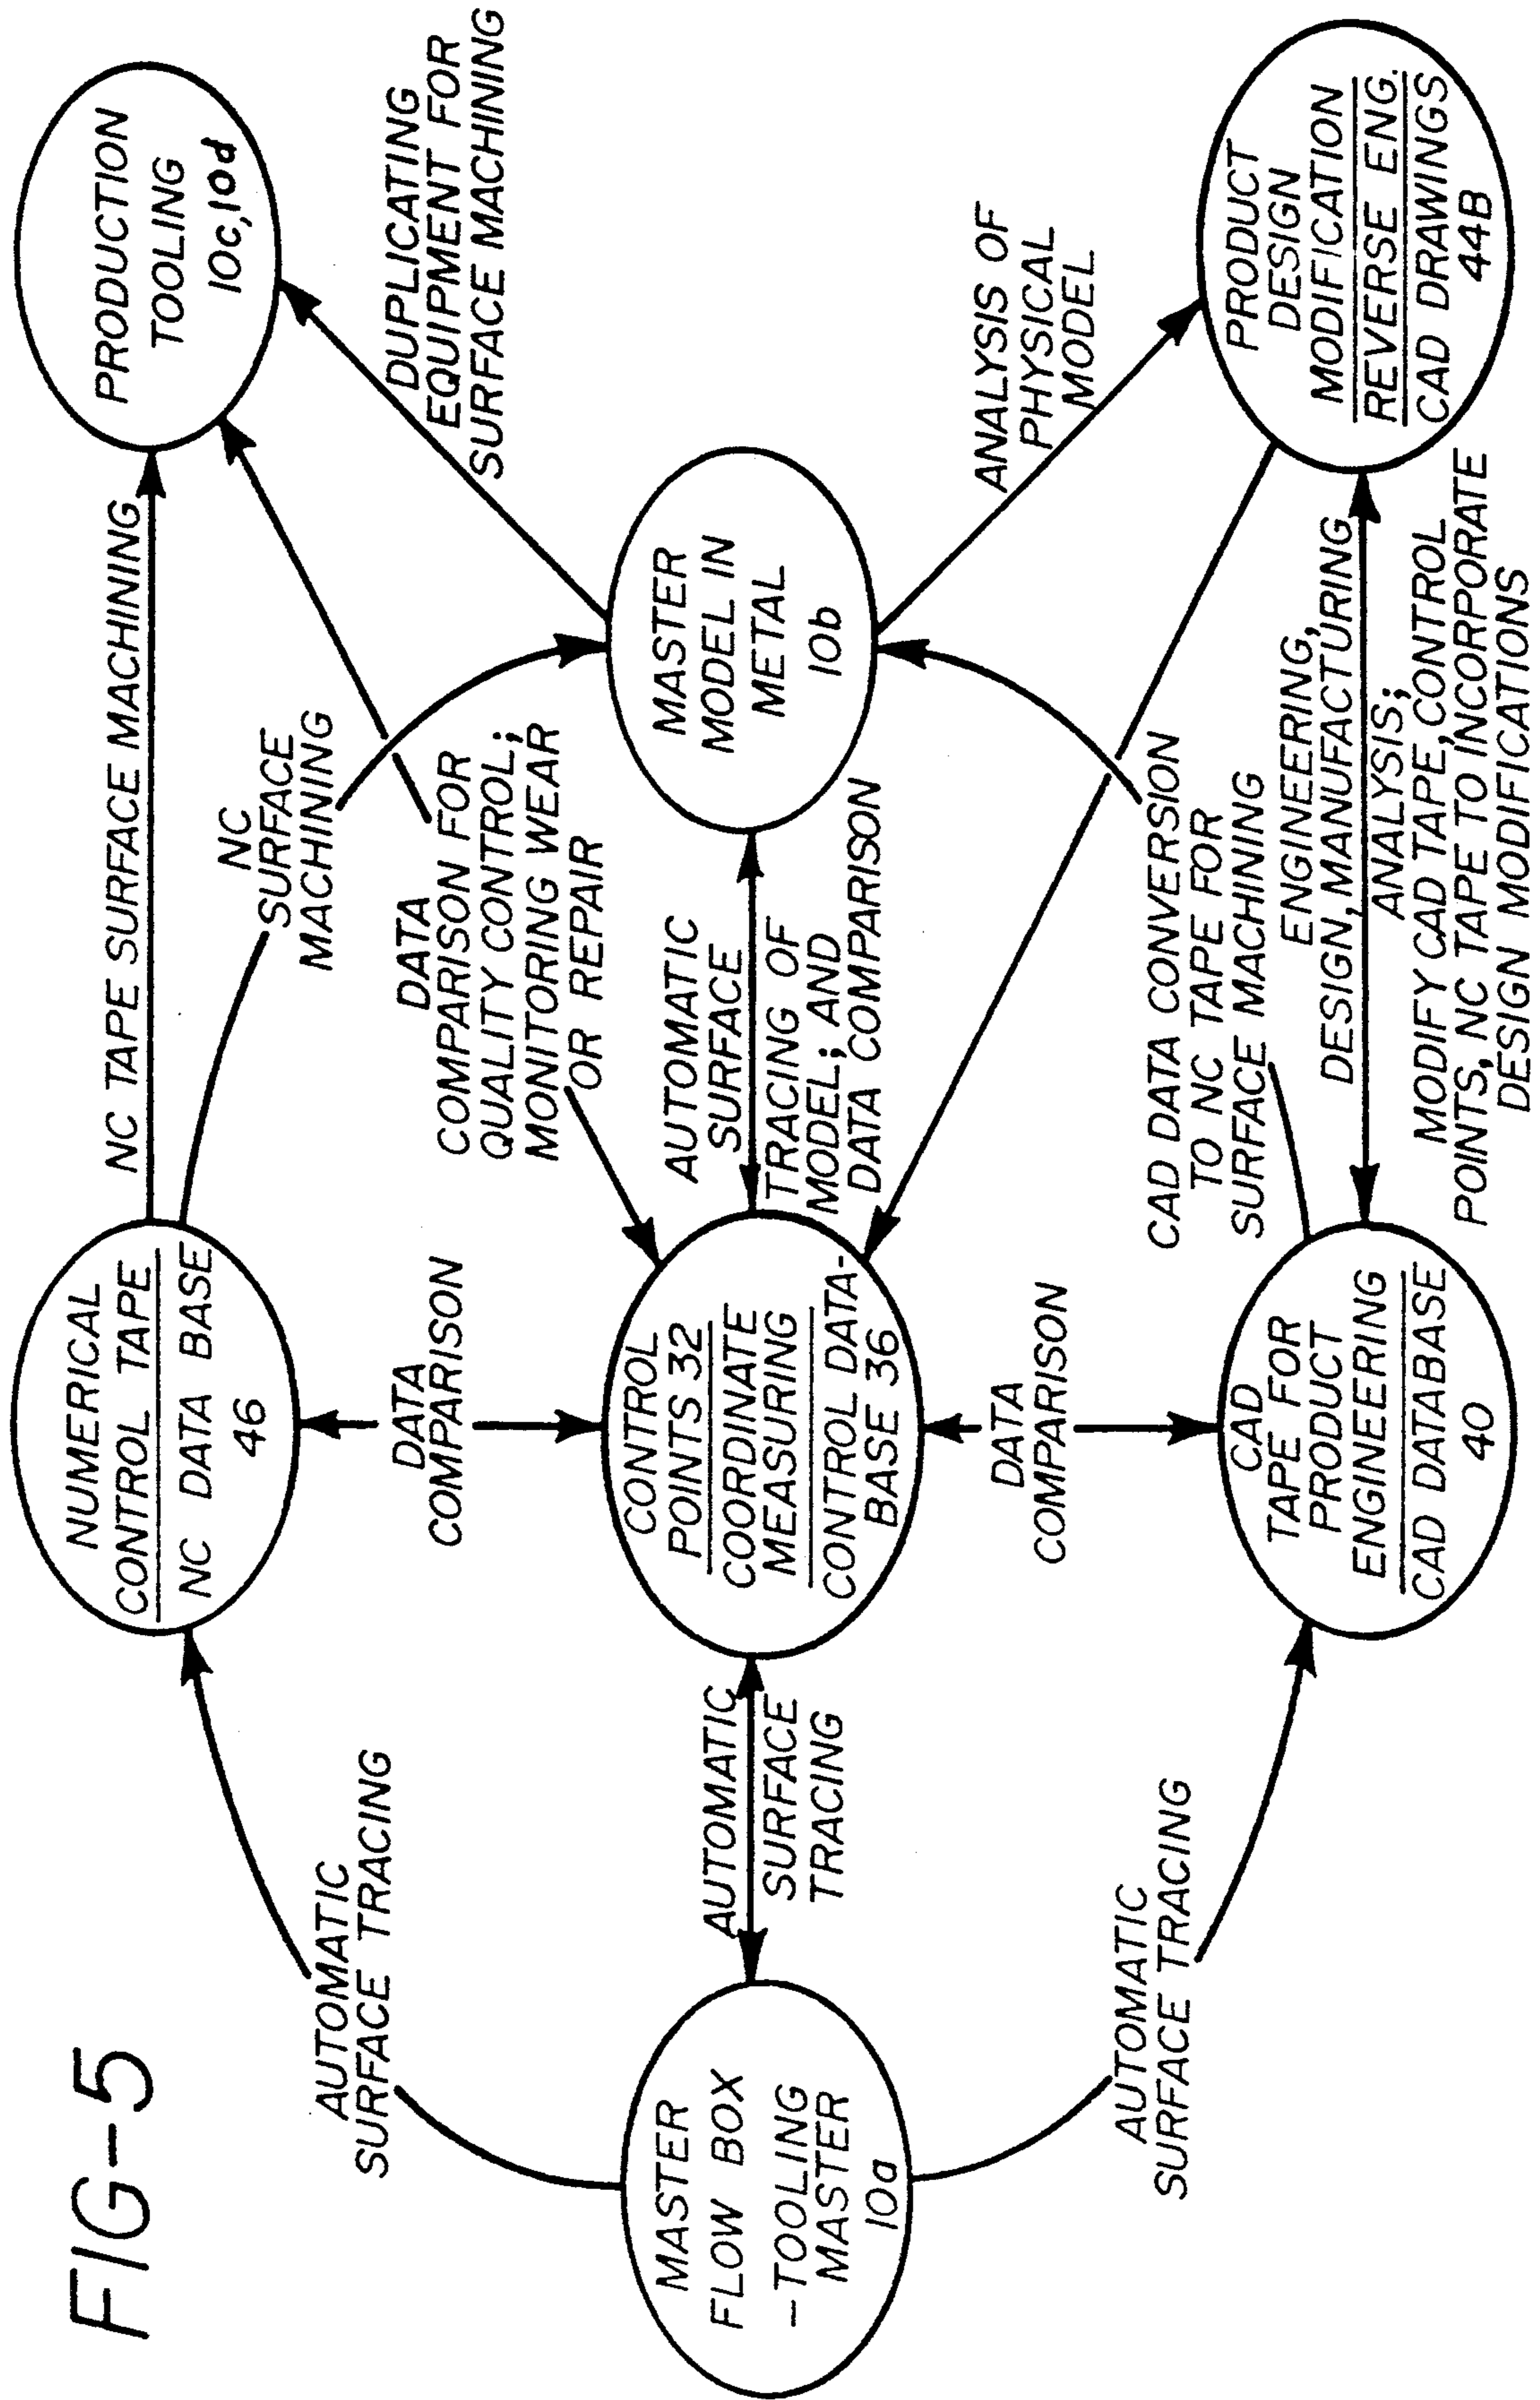 FIG-5
MASTER
FLOW BOX
-TOOLING
MASTER
10a
AUTOMATIC
SURFACE TRACING
AUTOMATIC
SURFACE
TRACING
AUTOMATIC
SURFACE TRACING
NUMERICAL
CONTROL TAPE
NC DATA BASE
46
DATA
COMPARISON
CONTROL
POINTS 32
COORDINATE
MEASURING
CONTROL DATA-
BASE 36
DATA
COMPARISON
CAD
TAPE FOR
PRODUCT
ENGINEERING
CAD DATABASE
40
NC TAPE SURFACE MACHINING
NC
SURFACE
MACHINING
DATA
COMPARISON FOR
QUALITY CONTROL;
MONITORING WEAR
OR REPAIR
AUTOMATIC
SURFACE
TRACING OF
MODEL; AND
DATA COMPARISON
CAD DATA CONVERSION
TO NC TAPE FOR
SURFACE MACHINING
ENGINEERING,
DESIGN, MANUFACTURING
ANALYSIS;
MODIFY CAD TAPE, CONTROL
POINTS, NC TAPE TO INCORPORATE
DESIGN MODIFICATIONS
MASTER
MODEL IN
METAL
10b
PRODUCTION
TOOLING
10c,10d
DUPLICATING
EQUIPMENT FOR
SURFACE MACHINING
ANALYSIS OF
PHYSICAL
MODEL
PRODUCT
DESIGN
MODIFICATION
REVERSE ENG.
CAD DRAWINGS
44B